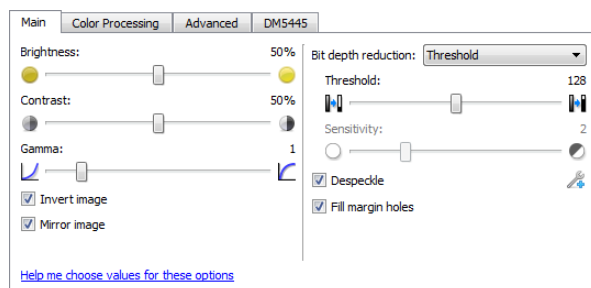 Main Color Processing Advanced DM5445
Brightness: 50%
Contrast: 50%
Gamma: 1
Invert image
Mirror image
Help me choose values for these options
Bit depth reduction: Threshold
Threshold: 128
Sensitivity: 2
Despeckle
Fill margin holes